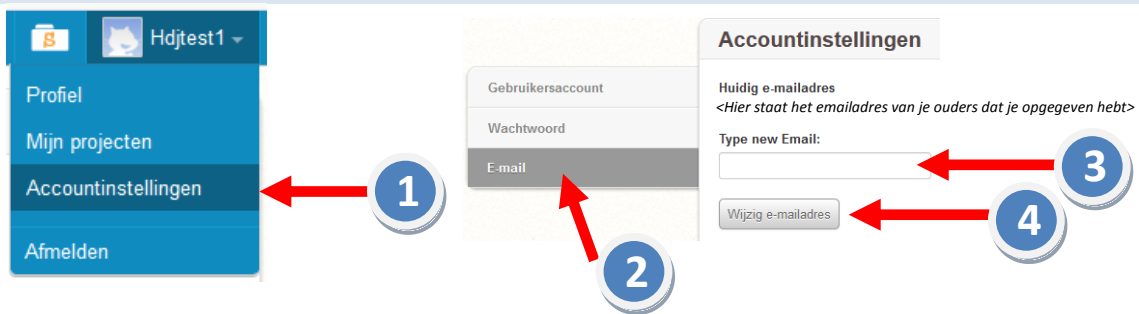 S
Hdjtest1
Profiel
Mijn projecten
Accountinstellingen
Afmelden
1
Gebruikersaccount
Wachtwoord
E-mail
2
Accountinstellingen
Huidig e-mailadres
<Hier staat het emailadres van je ouders dat je opgegeven hebt>
Type new Email:
3
Wijzig e-mailadres
4